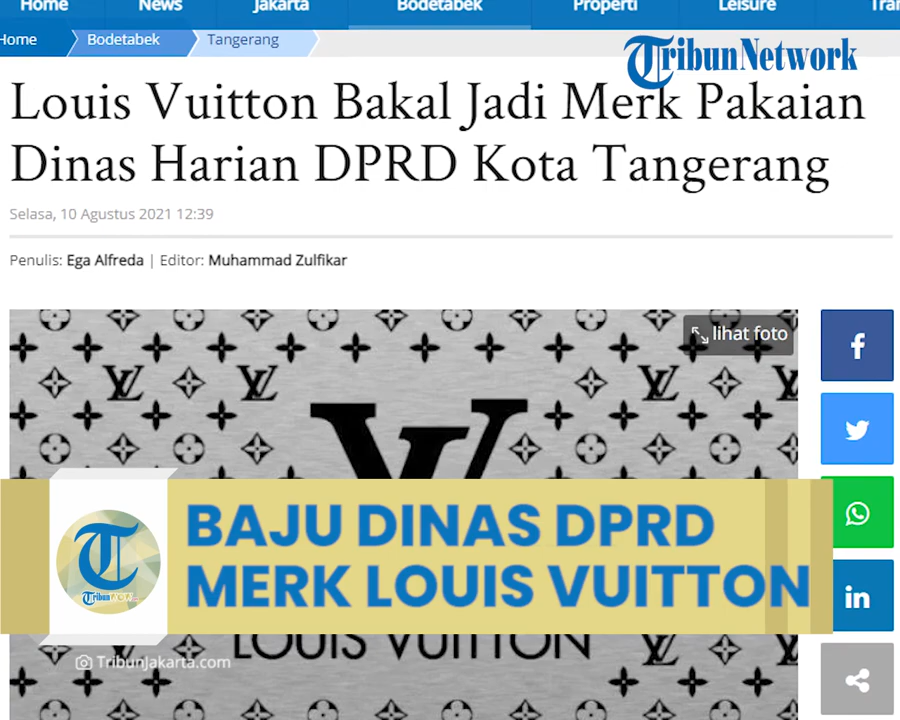 Home News Jakarta Bodetabek Properti Leisure Tran
Home Bodetabek Tangerang
TribunNetwork
Louis Vuitton Bakal Jadi Merk Pakaian
Dinas Harian DPRD Kota Tangerang
Selasa, 10 Agustus 2021 12:39
Penulis: Ega Alfreda | Editor: Muhammad Zulfikar
lihat foto
LV
BAJU DINAS DPRD
MERK LOUIS VUITTON
LOUIS VUITTON
TribunJakarta.com